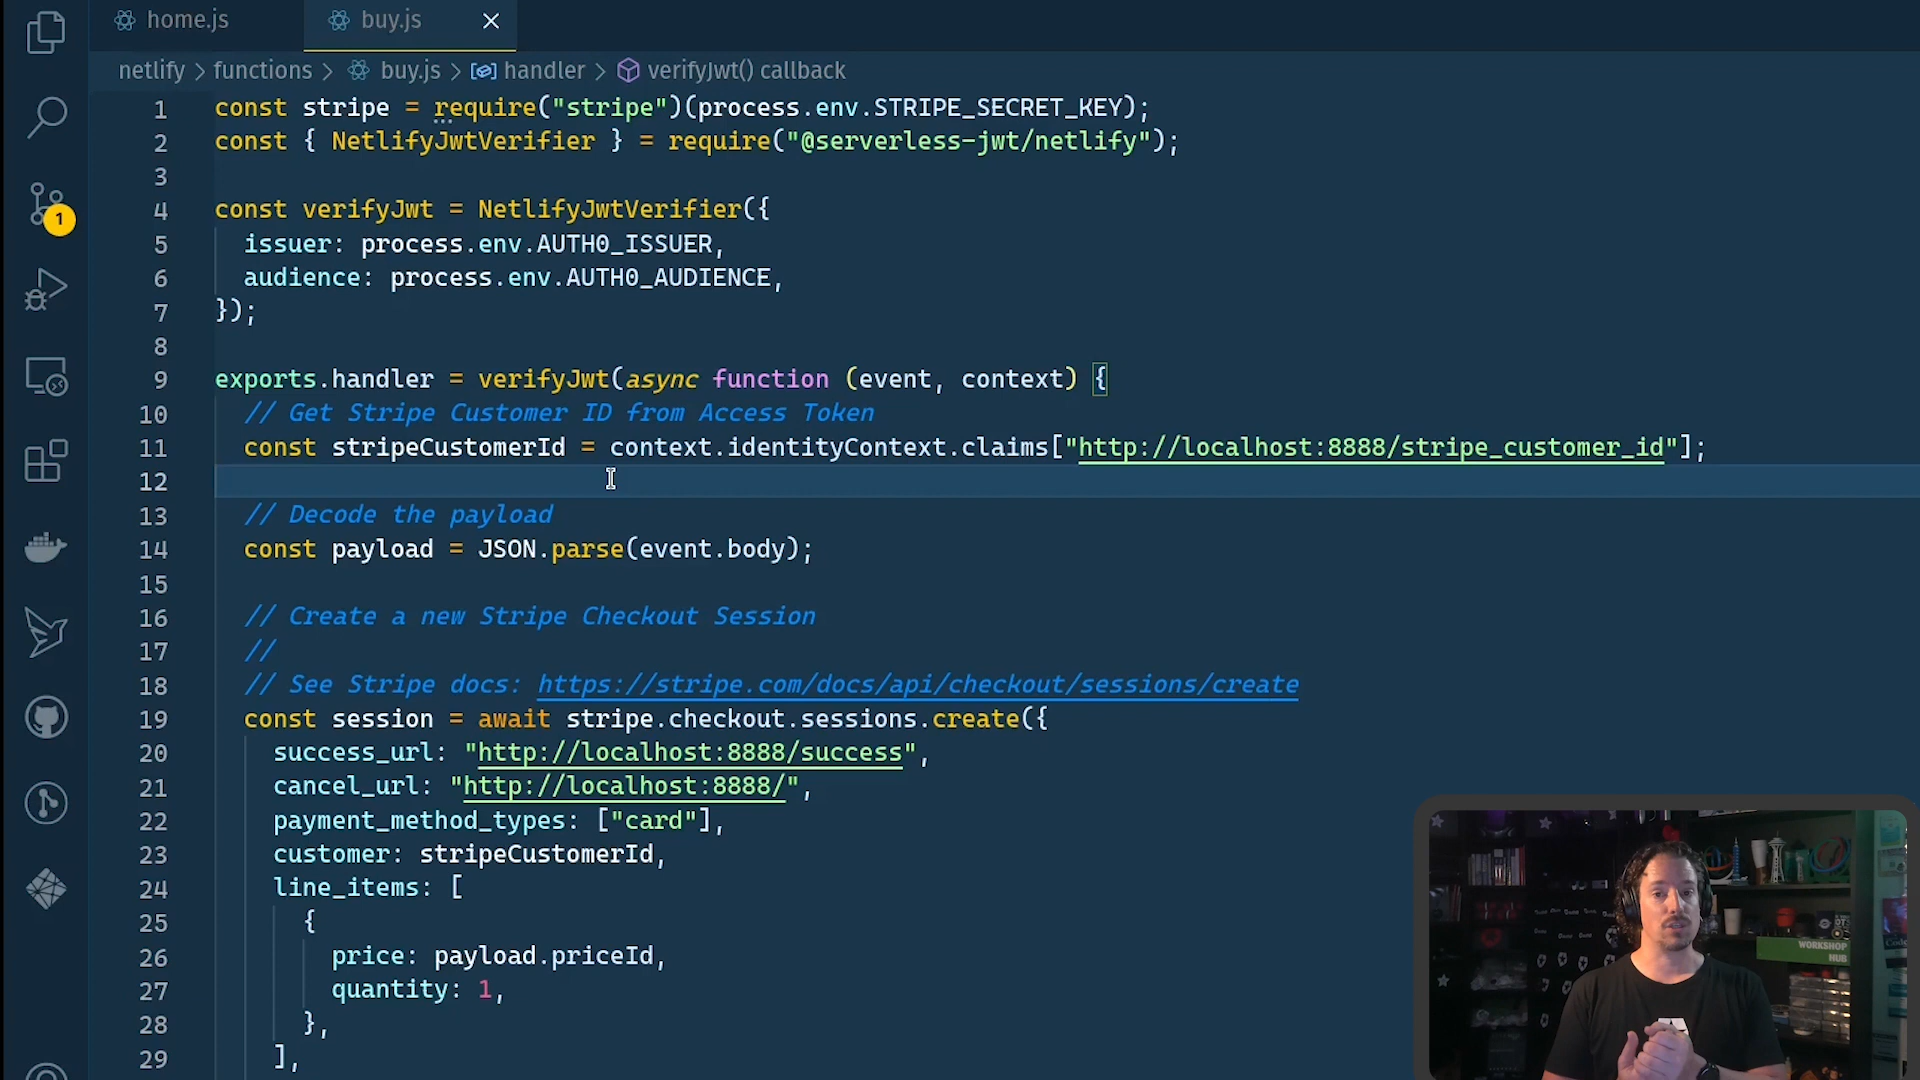 home.js
buy.js
netlify > functions > buy.js > handler > verifyJwt() callback
1 const stripe = require("stripe")(process.env.STRIPE_SECRET_KEY);
2 const { NetlifyJwtVerifier } = require("@serverless-jwt/netlify");
3
4 const verifyJwt = NetlifyJwtVerifier({
5 issuer: process.env.AUTH0_ISSUER,
6 audience: process.env.AUTH0_AUDIENCE,
7 });
8
9 exports.handler = verifyJwt(async function (event, context) {
10 // Get Stripe Customer ID from Access Token
11 const stripeCustomerId = context.identityContext.claims["http://localhost:8888/stripe_customer_id"];
12
13 // Decode the payload
14 const payload = JSON.parse(event.body);
15
16 // Create a new Stripe Checkout Session
17 //
18 // See Stripe docs: https://stripe.com/docs/api/checkout/sessions/create
19 const session = await stripe.checkout.sessions.create({
20 success_url: "http://localhost:8888/success",
21 cancel_url: "http://localhost:8888/",
22 payment_method_types: ["card"],
23 customer: stripeCustomerId,
24 line_items: [
25 {
26 price: payload.priceId,
27 quantity: 1,
28 },
29 ],
1
WORKSHOP
HUB